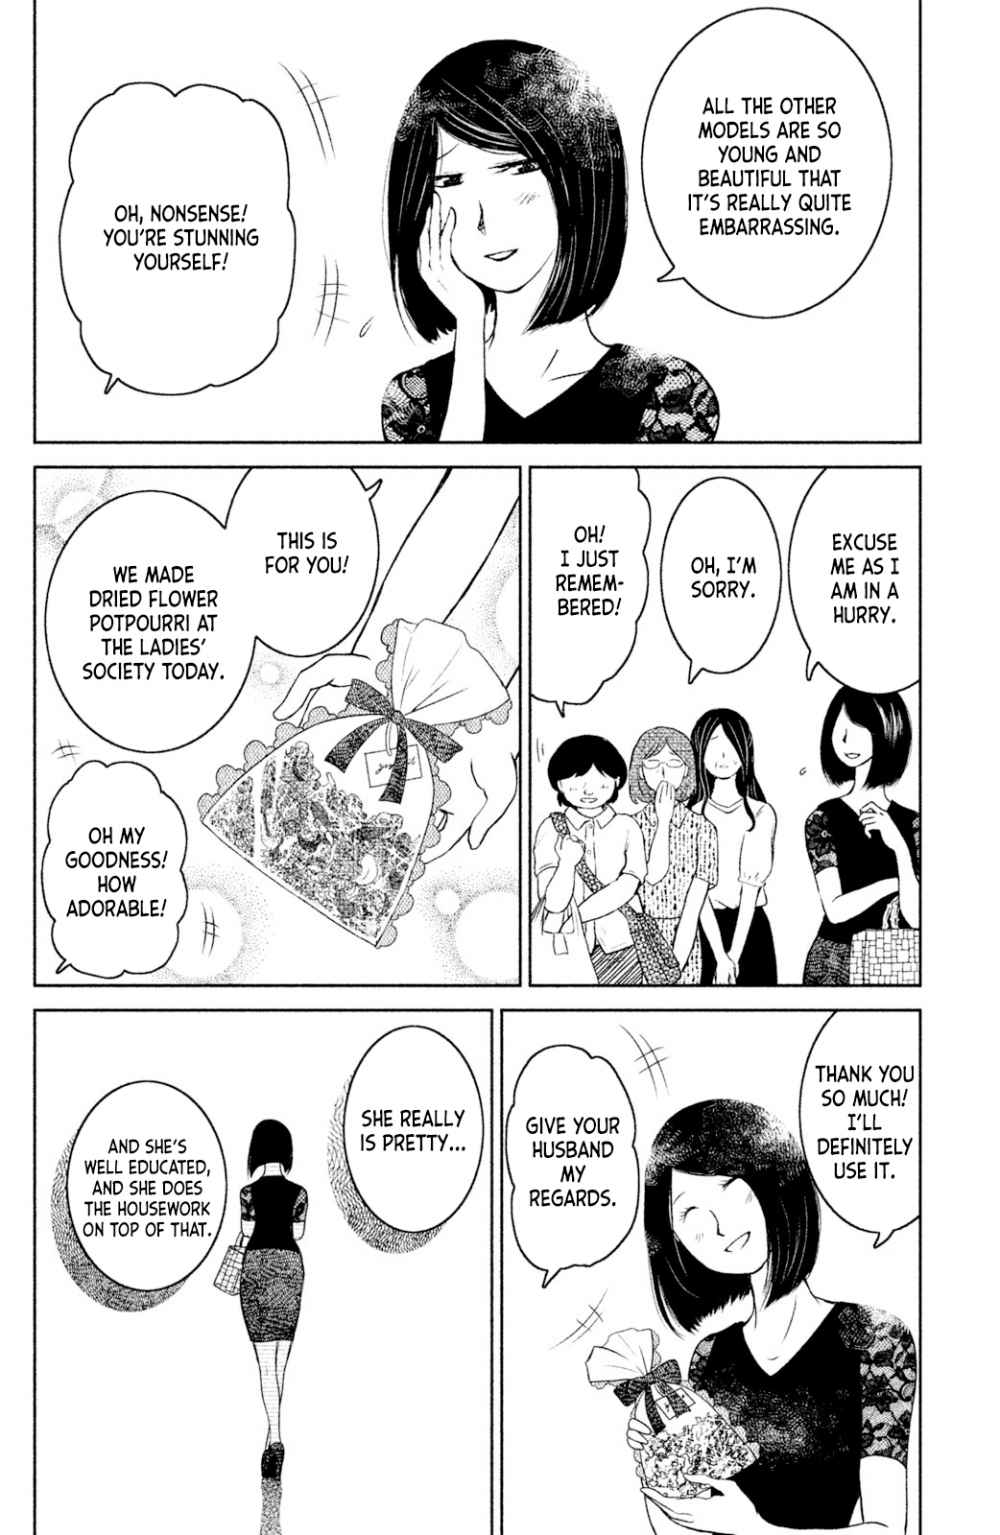 ALL THE OTHER
MODELS ARE SO
YOUNG AND
BEAUTIFUL THAT
IT'S REALLY QUITE
EMBARRASSING.
OH, NONSENSE!
YOU'RE STUNNING
YOURSELF!
EXCUSE
ME AS I
AM IN A
HURRY.
OH, I'M
SORRY.
OH!
I JUST
REMEM-
BERED!
THIS IS
FOR YOU!
WE MADE
DRIED FLOWER
POTPOURRI AT
THE LADIES'
SOCIETY TODAY.
OH MY
GOODNESS!
HOW
ADORABLE!
THANK YOU
SO MUCH!
I'LL
DEFINITELY
USE IT.
GIVE YOUR
HUSBAND
MY
REGARDS.
SHE REALLY
IS PRETTY...
AND SHE'S
WELL EDUCATED,
AND SHE DOES
THE HOUSEWORK
ON TOP OF THAT.